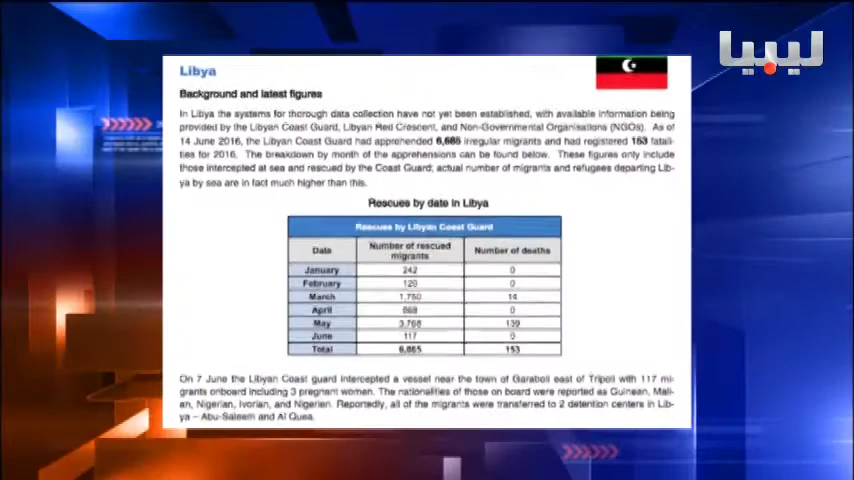 ليبيا
Libya
Background and latest figures
In Libya the systems for thorough data collection have not yet been established, with available information being
provided by the Libyan Coast Guard, Libyan Red Crescent, and Non-Governmental Organisations (NGOs). As of
14 June 2016, the Libyan Coast Guard had apprehended irregular migrants and had registered 153 fatali-
ties for 2016. The breakdown by month of the apprehensions can be found below. These figures only include
those intercepted at sea and rescued by the Coast Guard; actual number of migrants and refugees departing Lib-
ya by sea are in fact much higher than this.
Rescues by date in Libya
Rescues by Libyan Coast Guard
Date Number of rescued migrants Number of deaths
January 242 0
February 120 0
March 1,750 14
April 0
May 3,768 139
June 117 0
Total 153
On 7 June the Libyan Coast guard intercepted a vessel near the town of Garaboli east of Tripoli with 117 mi-
grants onboard including 3 pregnant women. The nationalities of those on board were reported as Guinean, Mali-
an, Nigerian, Ivorian, and Nigerien. Reportedly, all of the migrants were transferred to 2 detention centers in Lib-
ya – Abu-Saleem and Al